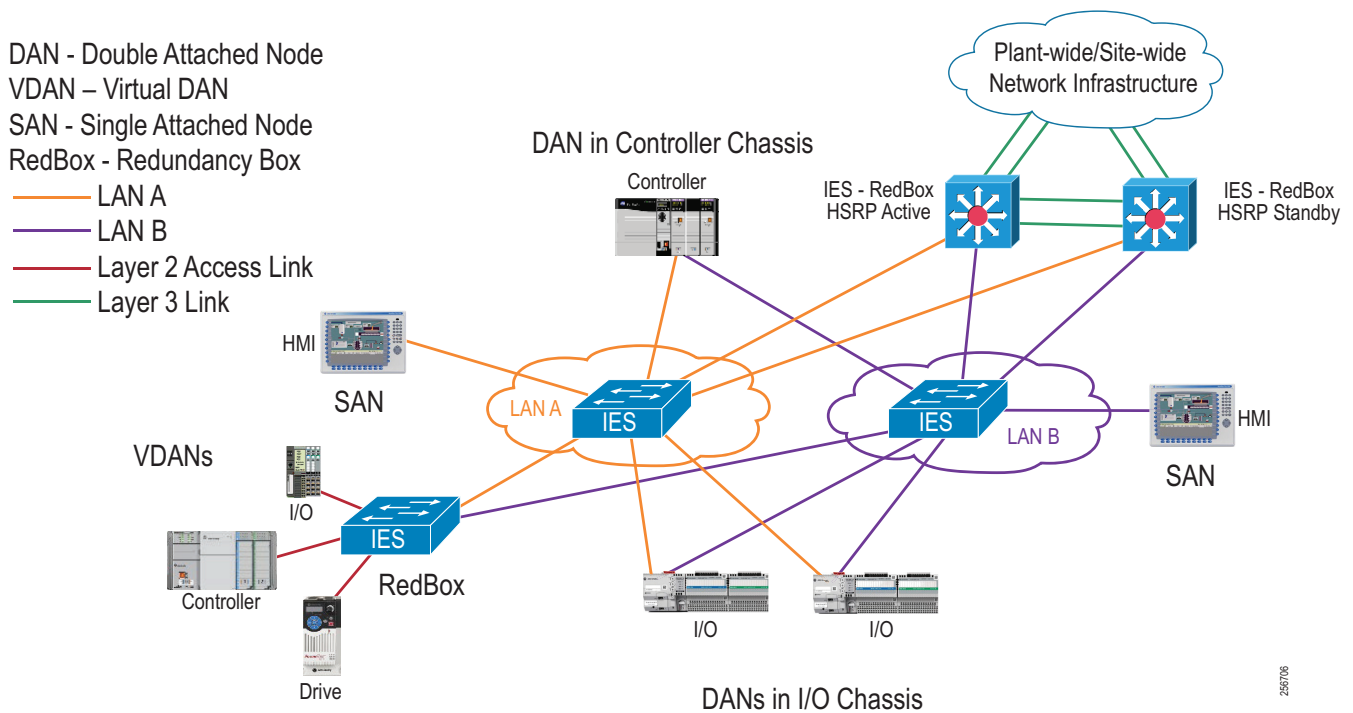 DAN - Double Attached Node
VDAN – Virtual DAN
SAN - Single Attached Node
RedBox - Redundancy Box
LAN A
LAN B
Layer 2 Access Link
Layer 3 Link
Plant-wide/Site-wide
Network Infrastructure
DAN in Controller Chassis
Controller
IES - RedBox
HSRP Active
IES - RedBox
HSRP Standby
HMI
SAN
LAN A
IES
IES
LAN B
HMI
SAN
VDANs
I/O
IES
RedBox
Controller
Drive
I/O
I/O
DANs in I/O Chassis
256706